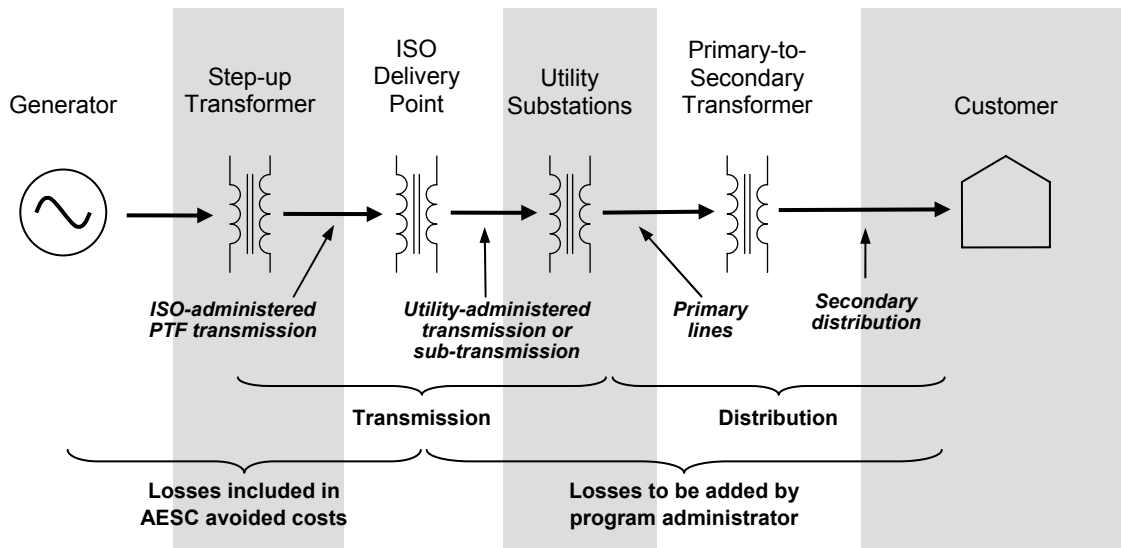 Generator
Step-up
Transformer
ISO
Delivery
Point
Utility
Substations
Primary-to-
Secondary
Transformer
Customer
ISO-administered
PTF transmission
Utility-administered
transmission or
sub-transmission
Primary
lines
Secondary
distribution
Transmission
Distribution
Losses included in
AESC avoided costs
Losses to be added by
program administrator